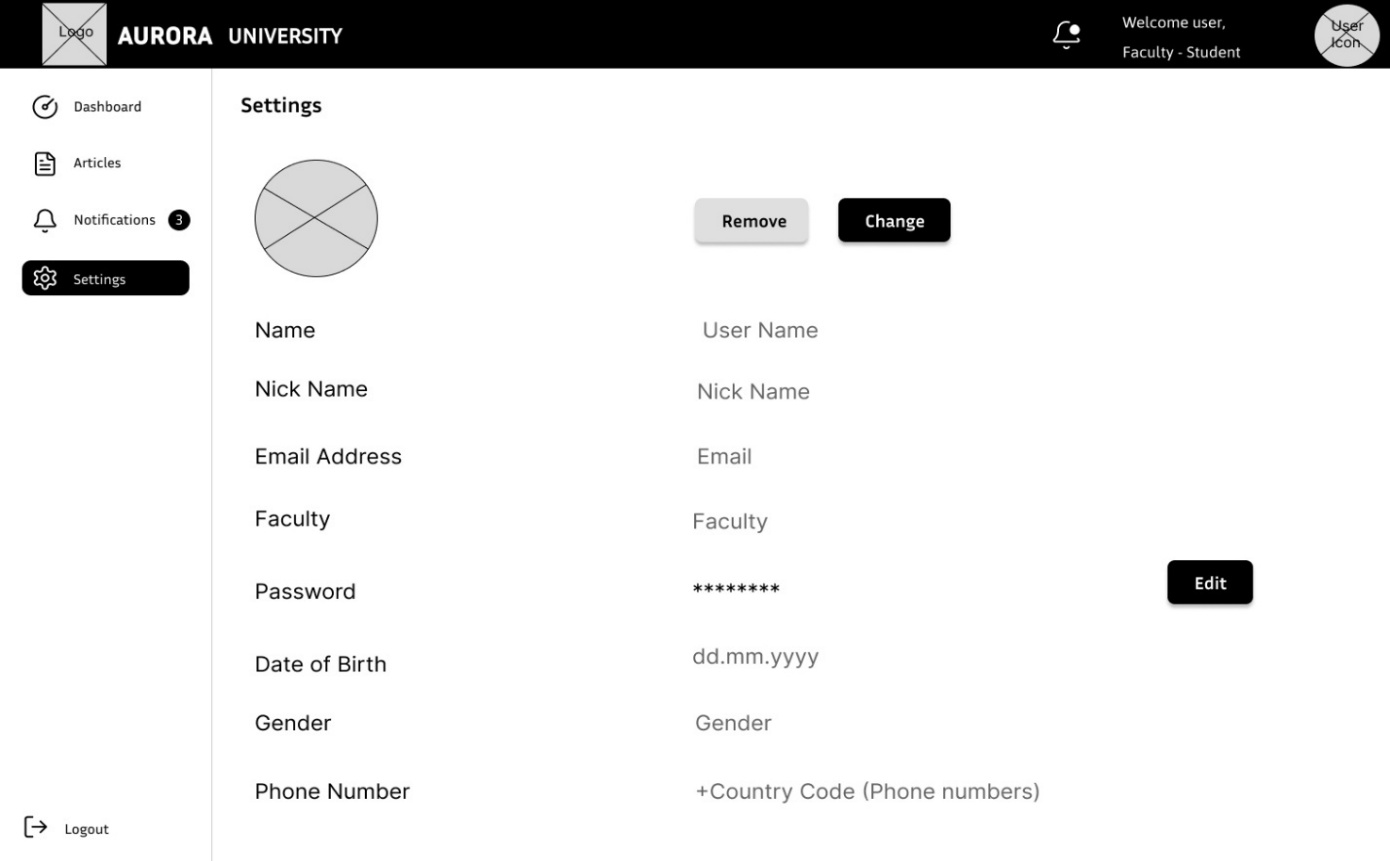 Logo
AURORA UNIVERSITY
Welcome user,
Faculty - Student
User
Icon
Dashboard
Articles
Notifications 3
Settings
Logout
Settings
Remove Change
Name User Name
Nick Name Nick Name
Email Address Email
Faculty Faculty
Password ******** Edit
Date of Birth dd.mm.yyyy
Gender Gender
Phone Number +Country Code (Phone numbers)